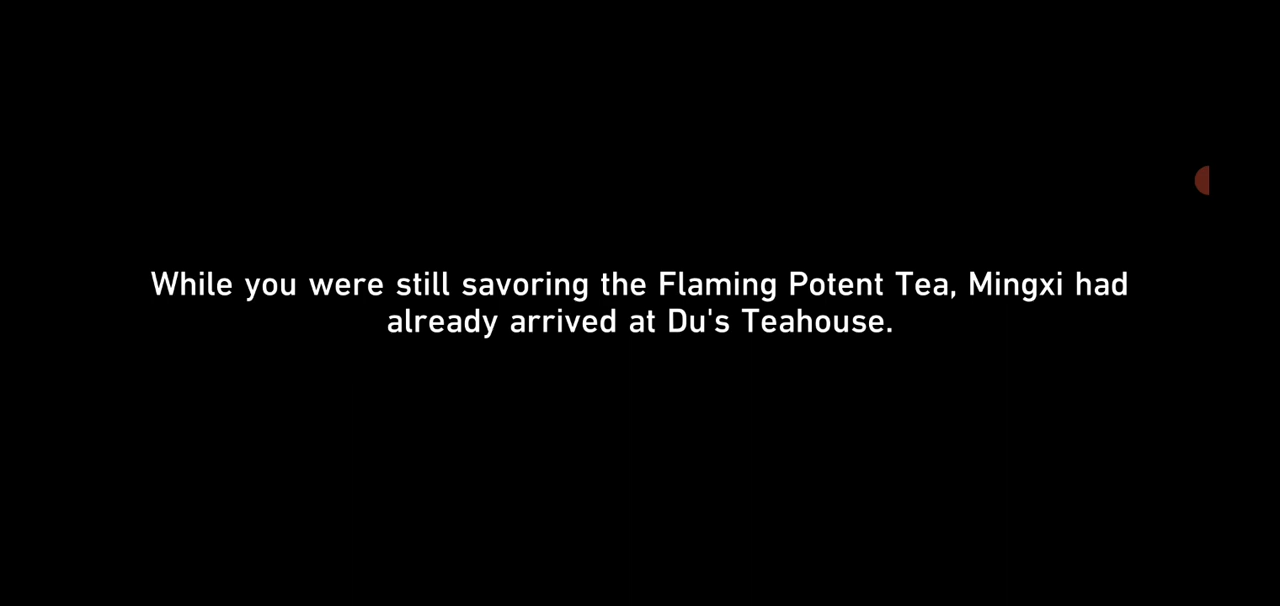 While you were still savoring the Flaming Potent Tea, Mingxi had
already arrived at Du's Teahouse.